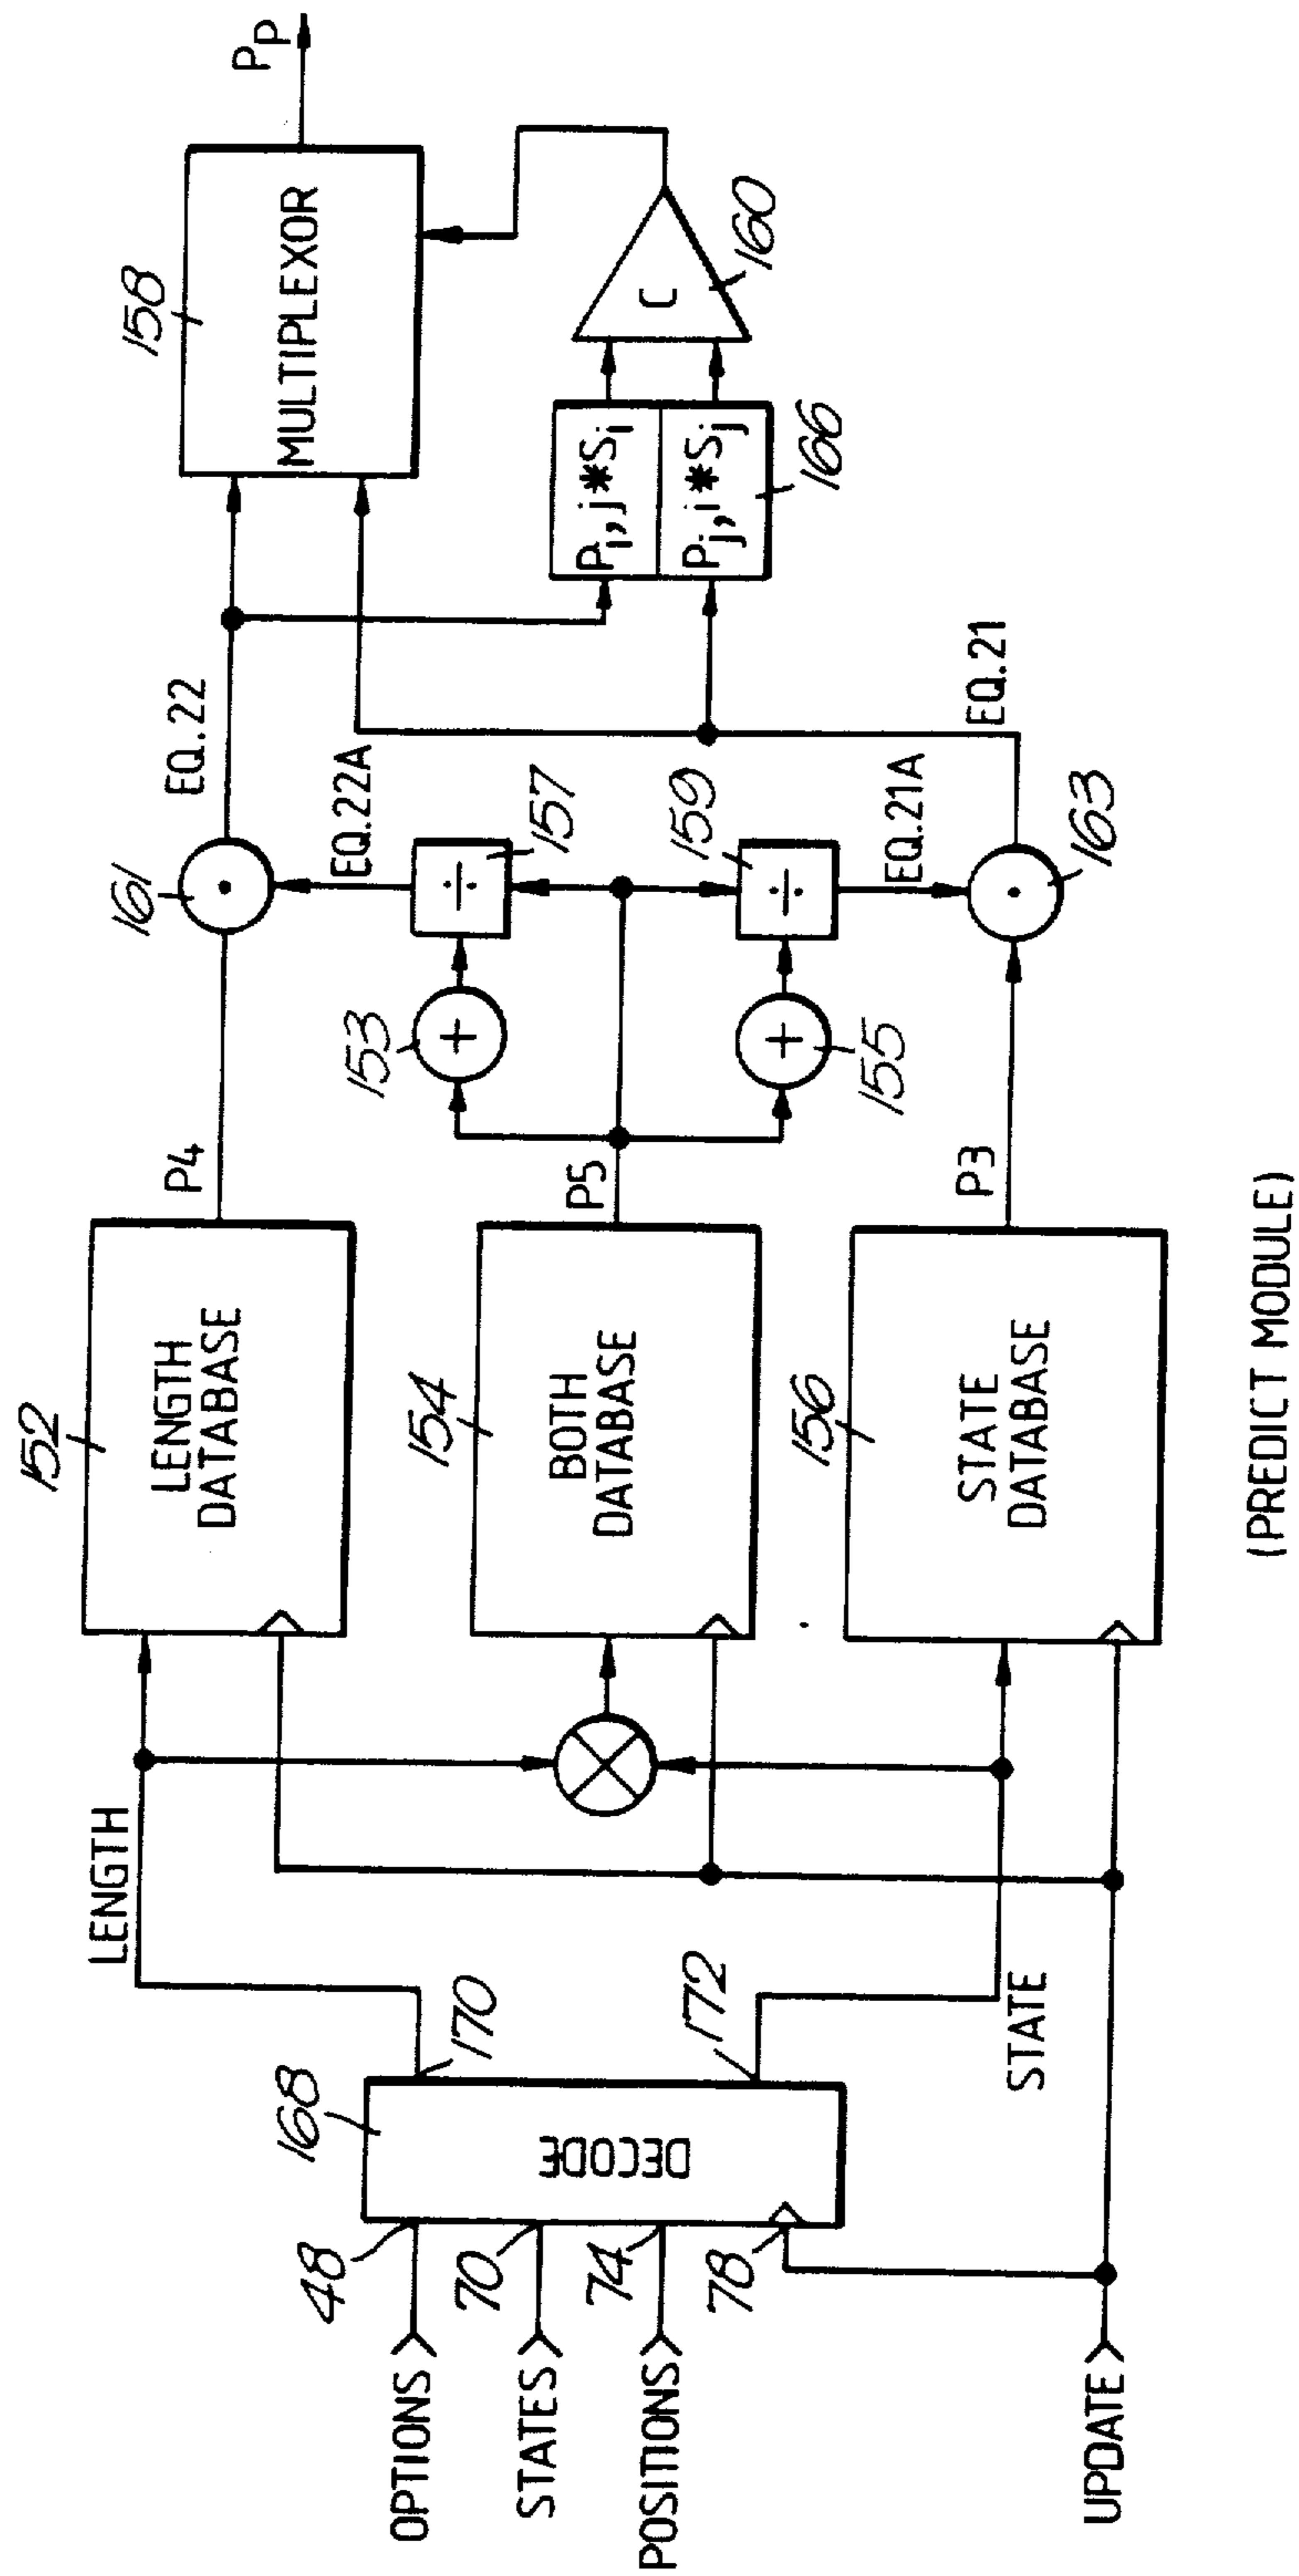 OPTIONS
STATES
POSITIONS
UPDATE
48
70
74
78
168
DECODE
170
172
LENGTH
STATE
152
LENGTH
DATABASE
154
BOTH
DATABASE
156
STATE
DATABASE
P4
P5
P3
153
+
155
+
157
÷
159
÷
161
163
EQ.22
EQ.22A
EQ.21A
EQ.21
Pi,j*Si
Pj,i*Sj
166
C
160
158
MULTIPLEXOR
PP
(PREDICT MODULE)